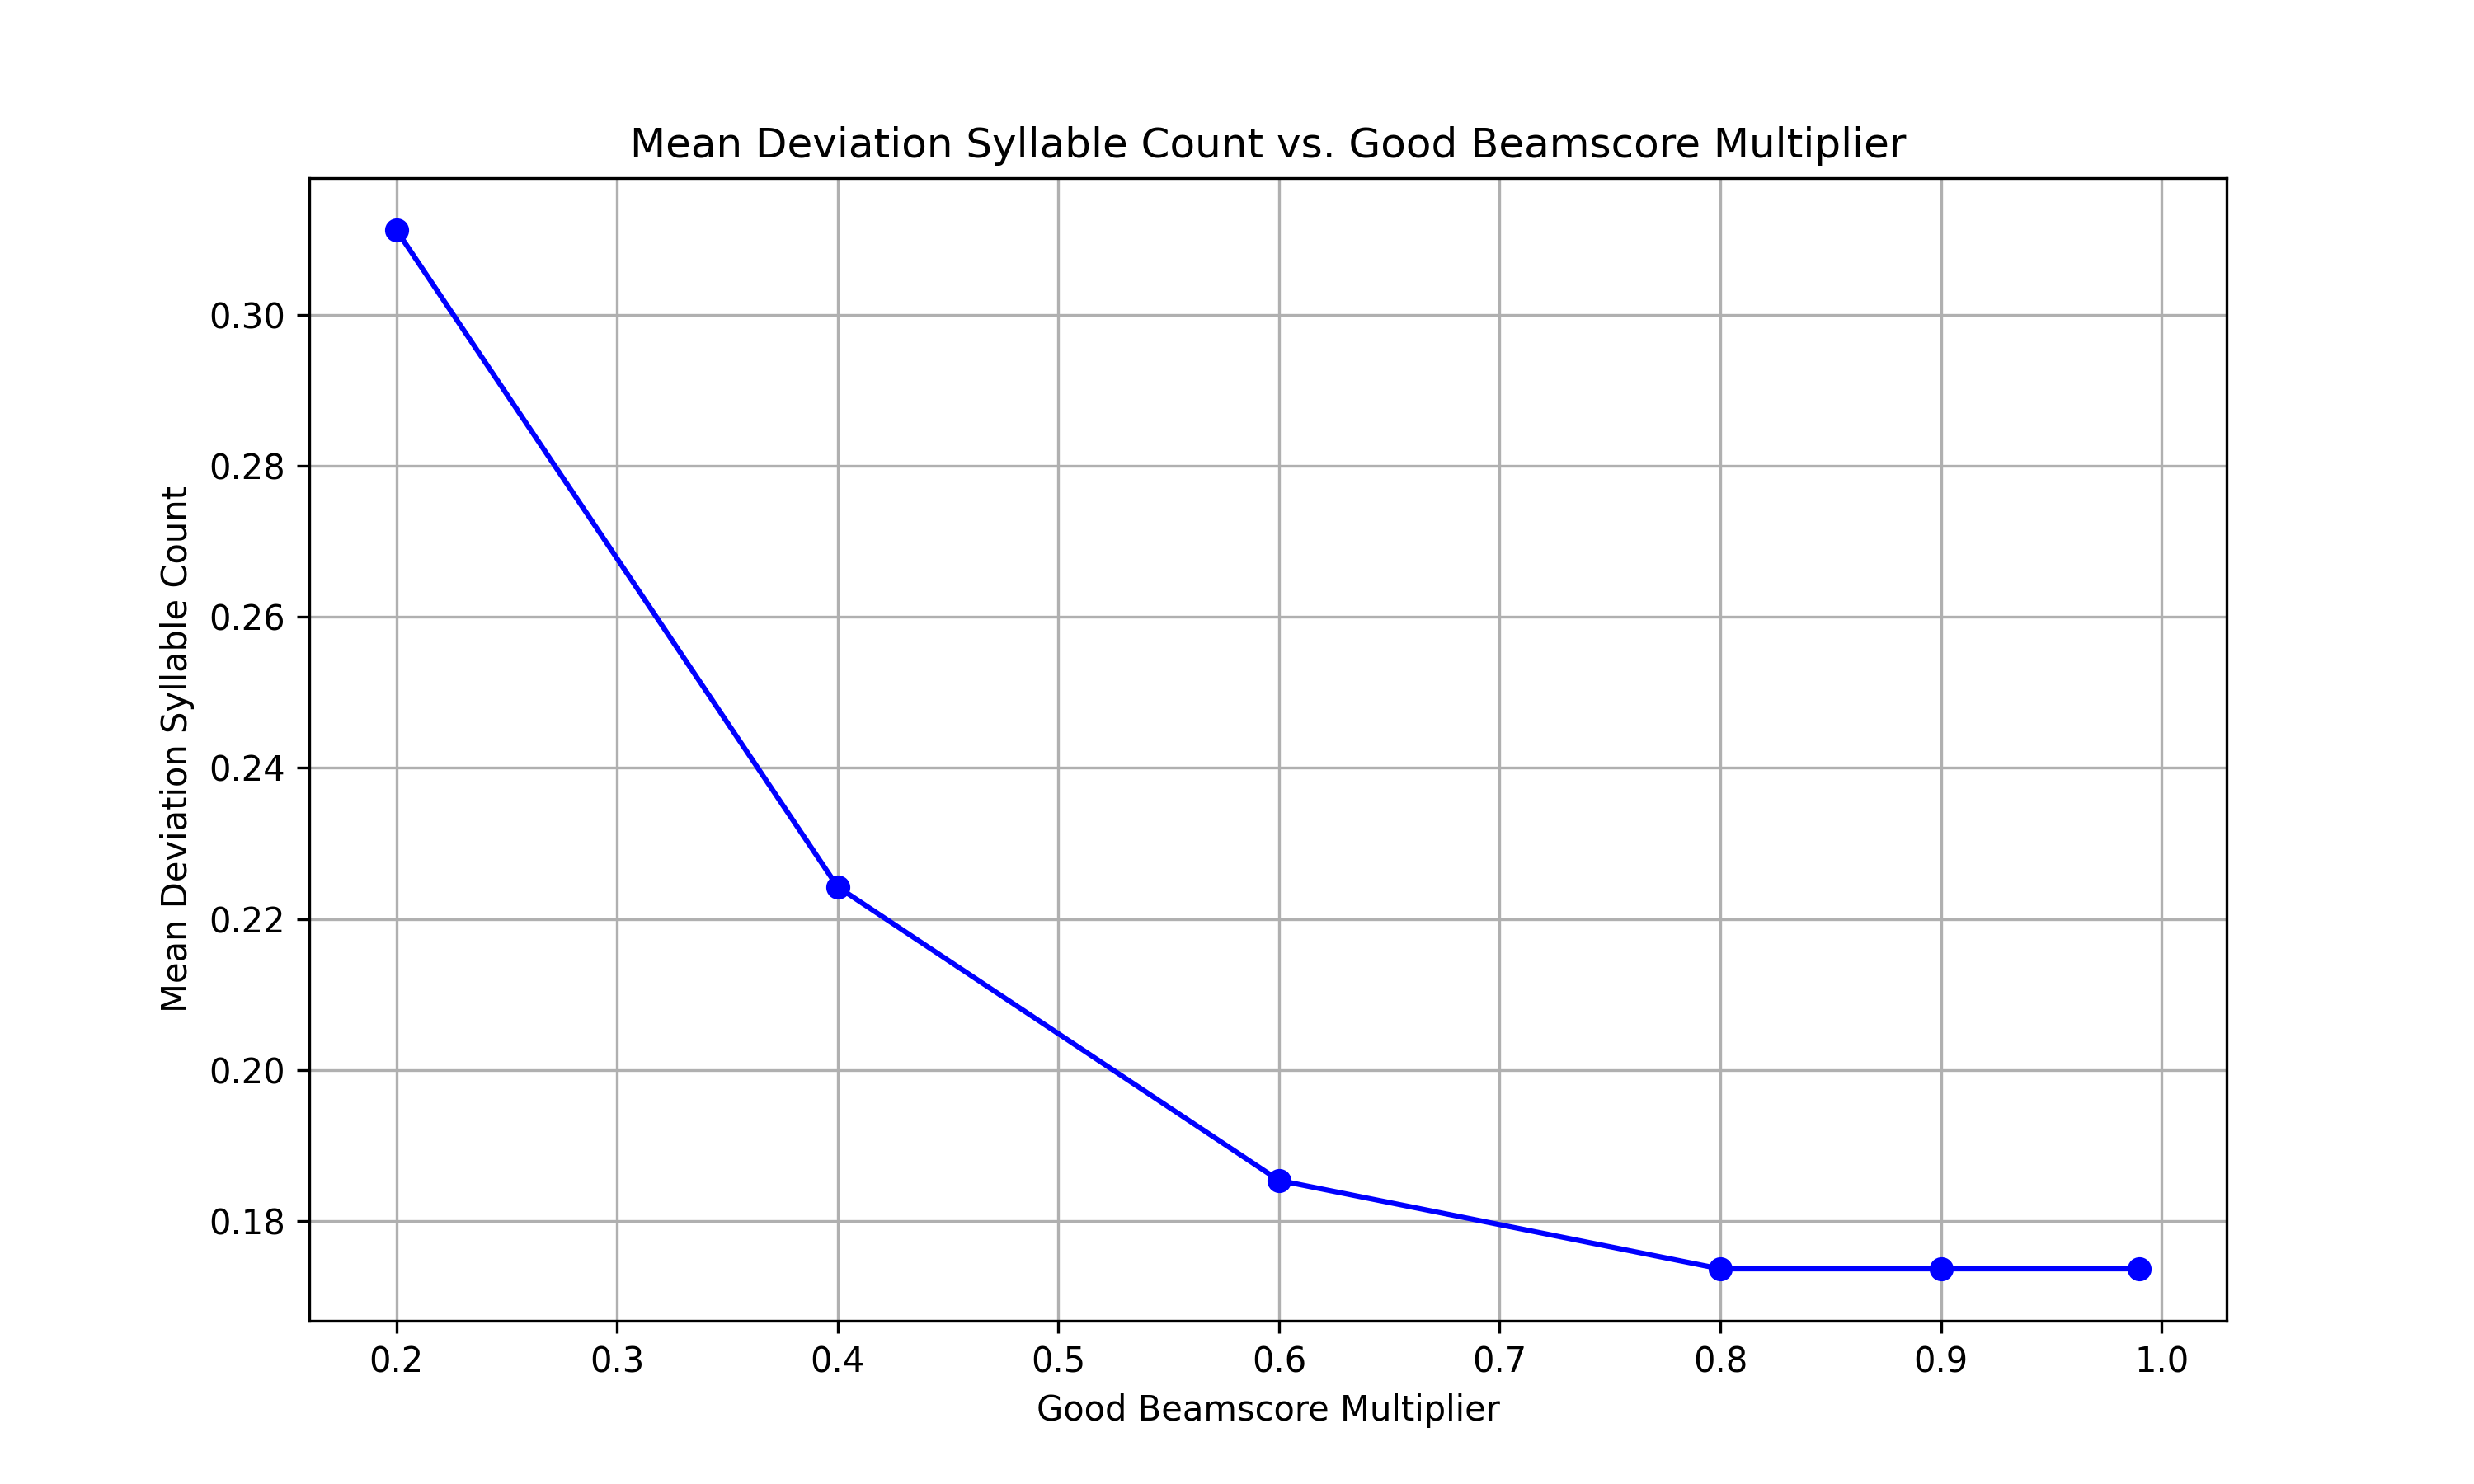 Mean Deviation Syllable Count vs. Good Beamscore Multiplier
Mean Deviation Syllable Count
0.30
0.28
0.26
0.24
0.22
0.20
0.18
0.2 0.3 0.4 0.5 0.6 0.7 0.8 0.9 1.0
Good Beamscore Multiplier